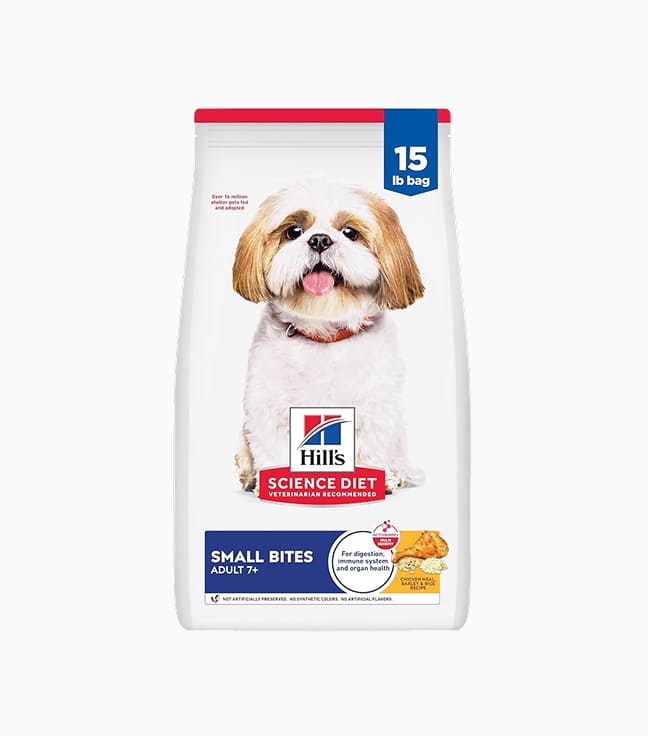 15
lb bag
Over 14 million
shelter pets fed
and adopted
Hill's
SCIENCE DIET
VETERINARIAN RECOMMENDED
SMALL BITES
ADULT 7+
For digestion,
immune system
and organ health
MULTI
BENEFIT
CHICKEN MEAL,
BARLEY & RICE
RECIPE
NOT ARTIFICIALLY PRESERVED. NO SYNTHETIC COLORS. NO ARTIFICIAL FLAVORS.